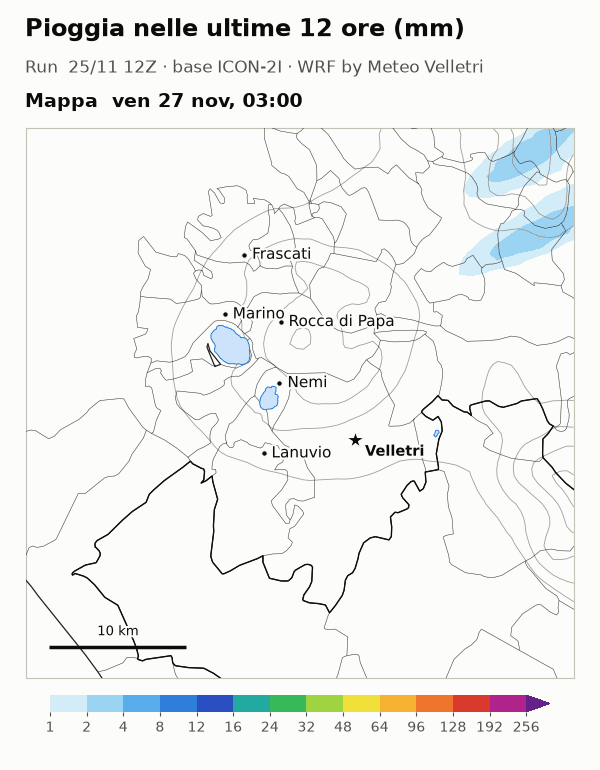 Pioggia nelle ultime 12 ore (mm)
Run  25/11 12Z · base ICON-2I · WRF by Meteo Velletri
Mappa  ven 27 nov, 03:00
Frascati
Marino
Rocca di Papa
Nemi
Velletri
Lanuvio
10 km
1 2 4 8 12 16 24 32 48 64 96 128 192 256